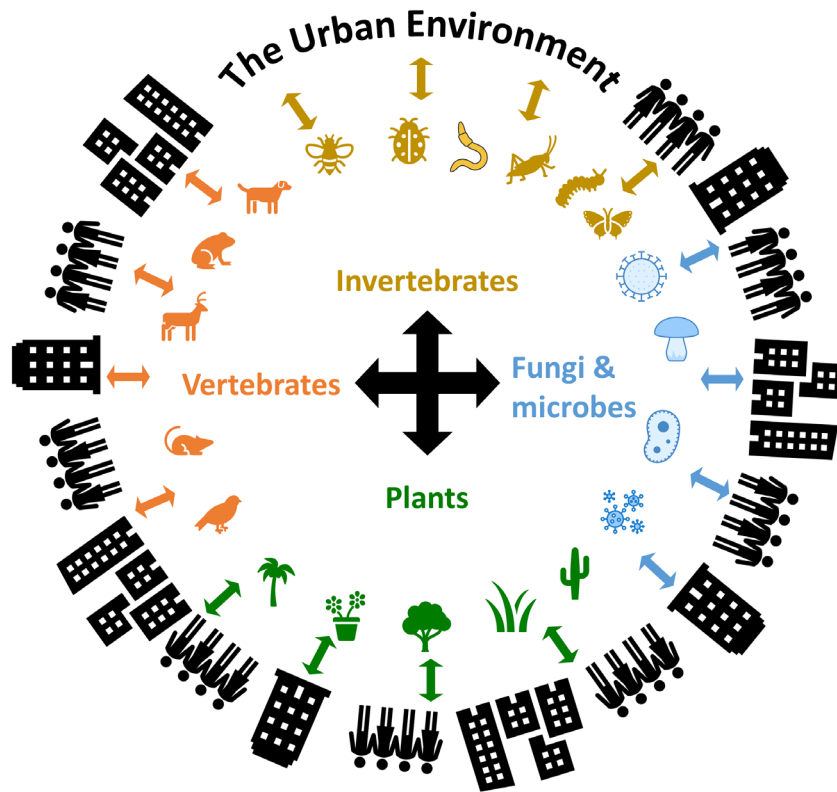 The Urban Environment
Invertebrates
Vertebrates
Fungi &
microbes
Plants